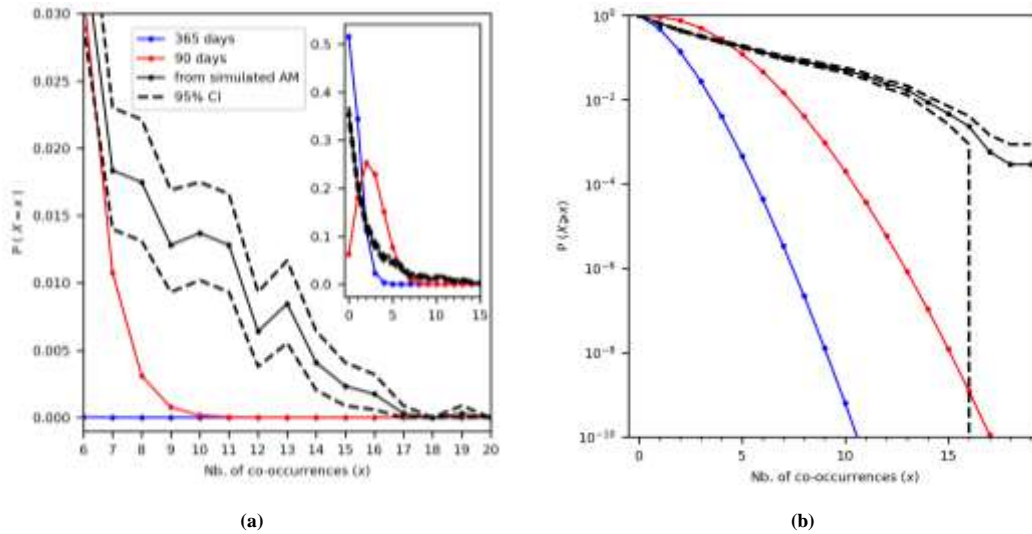 0.030
0.025
0.020
0.015
0.010
0.005
0.000
P ( X = x )
6 7 8 9 10 11 12 13 14 15 16 17 18 19 20
Nb. of co-occurrences (x)
365 days
90 days
from simulated AM
95% CI
0.5
0.4
0.3
0.2
0.1
0.0
0 5 10 15
(a)
10⁰
10⁻²
10⁻⁴
10⁻⁶
10⁻⁸
10⁻¹⁰
P (X⩾x)
0 5 10 15
Nb. of co-occurrences (x)
(b)